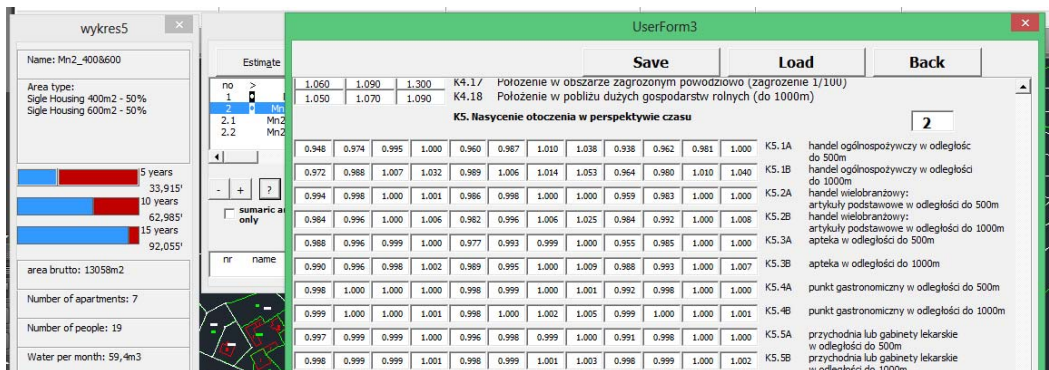 wykres5
Name: Mn2_400&600
Area type:
Sigle Housing 400m2 - 50%
Sigle Housing 600m2 - 50%
5 years
33,915'
10 years
62,985'
15 years
92,055'
area brutto: 13058m2
Number of apartments: 7
Number of people: 19
Water per month: 59,4m3
Estimate
no >
1
2 Mn
2.1 Mn2
2.2 Mn2
- + ?
sumaric
only
nr name
UserForm3
Save Load Back
1.060 1.090 1.300 K4.17 Położenie w obszarze zagrożonym powodziowo (zagrożenie 1/100)
1.050 1.070 1.090 K4.18 Położenie w pobliżu dużych gospodarstw rolnych (do 1000m)
K5. Nasycenie otoczenia w perspektywie czasu
2
0.948 0.974 0.995 1.000 0.960 0.987 1.010 1.038 0.938 0.962 0.981 1.000 K5.1A handel ogólnospożywczy w odległośc
do 500m
0.972 0.988 1.007 1.032 0.989 1.006 1.014 1.053 0.964 0.980 1.010 1.040 K5.1B handel ogólnospożywczy w odległości
do 1000m
0.994 0.998 1.000 1.001 0.986 0.998 1.000 1.000 0.959 0.983 1.000 1.000 K5.2A handel wielobranżowy:
artykuły podstawowe w odległości do 500m
0.984 0.996 1.000 1.006 0.982 0.996 1.006 1.025 0.984 0.992 1.000 1.008 K5.2B handel wielobranżowy:
artykuły podstawowe w odległości do 1000m
0.988 0.996 0.999 1.000 0.977 0.993 0.999 1.000 0.955 0.985 1.000 1.000 K5.3A apteka w odległości do 500m
0.990 0.996 0.998 1.002 0.989 0.995 1.000 1.009 0.988 0.993 1.000 1.007 K5.3B apteka w odległości do 1000m
0.998 1.000 1.000 1.000 0.998 0.999 1.000 1.001 0.992 0.998 1.000 1.000 K5.4A punkt gastronomiczny w odległości do 500m
0.999 1.000 1.000 1.001 0.998 1.000 1.002 1.005 0.999 1.000 1.000 1.001 K5.4B punkt gastronomiczny w odległości do 1000m
0.997 0.999 0.999 1.000 0.996 0.998 0.999 1.000 0.991 0.998 1.000 1.000 K5.5A przychodnia lub gabinety lekarskie
w odległości do 500m
0.998 0.999 0.999 1.001 0.998 0.999 1.001 1.003 0.998 0.999 1.000 1.002 K5.5B przychodnia lub gabinety lekarskie
w odległości do 1000m